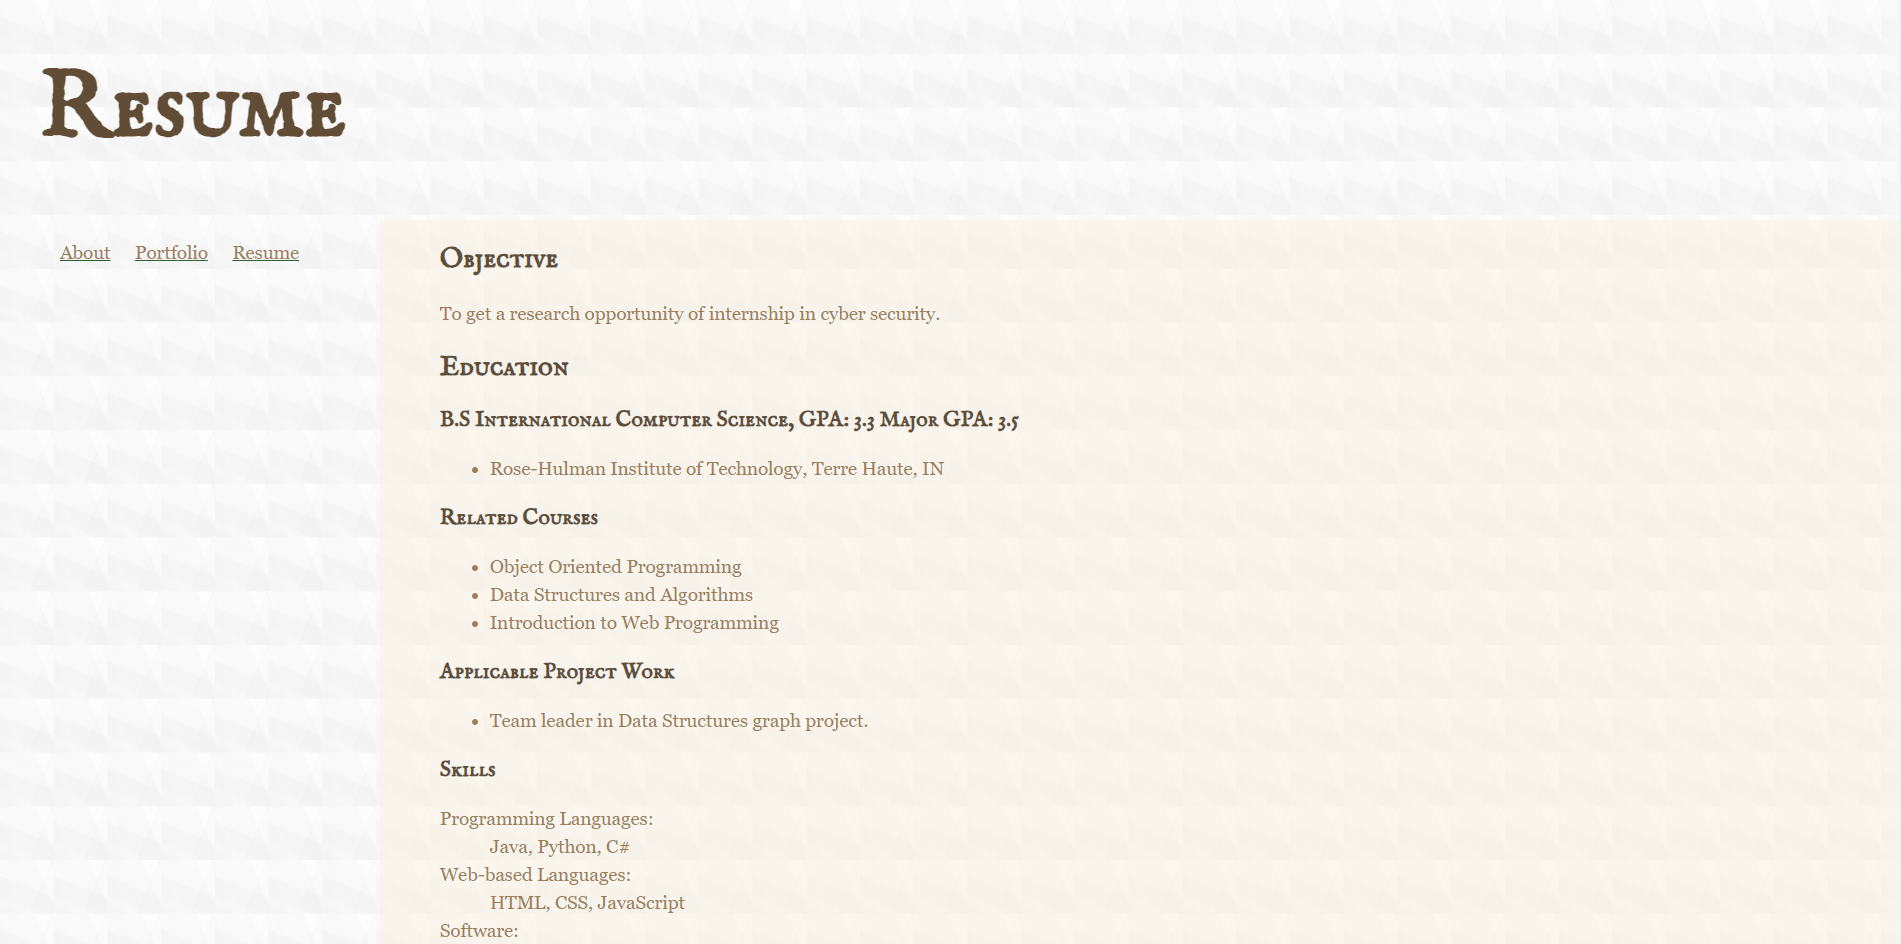 Resume
About Portfolio Resume
Objective
To get a research opportunity of internship in cyber security.
Education
B.S International Computer Science, GPA: 3.3 Major GPA: 3.5
Rose-Hulman Institute of Technology, Terre Haute, IN
Related Courses
Object Oriented Programming
Data Structures and Algorithms
Introduction to Web Programming
Applicable Project Work
Team leader in Data Structures graph project.
Skills
Programming Languages:
Java, Python, C#
Web-based Languages:
HTML, CSS, JavaScript
Software: